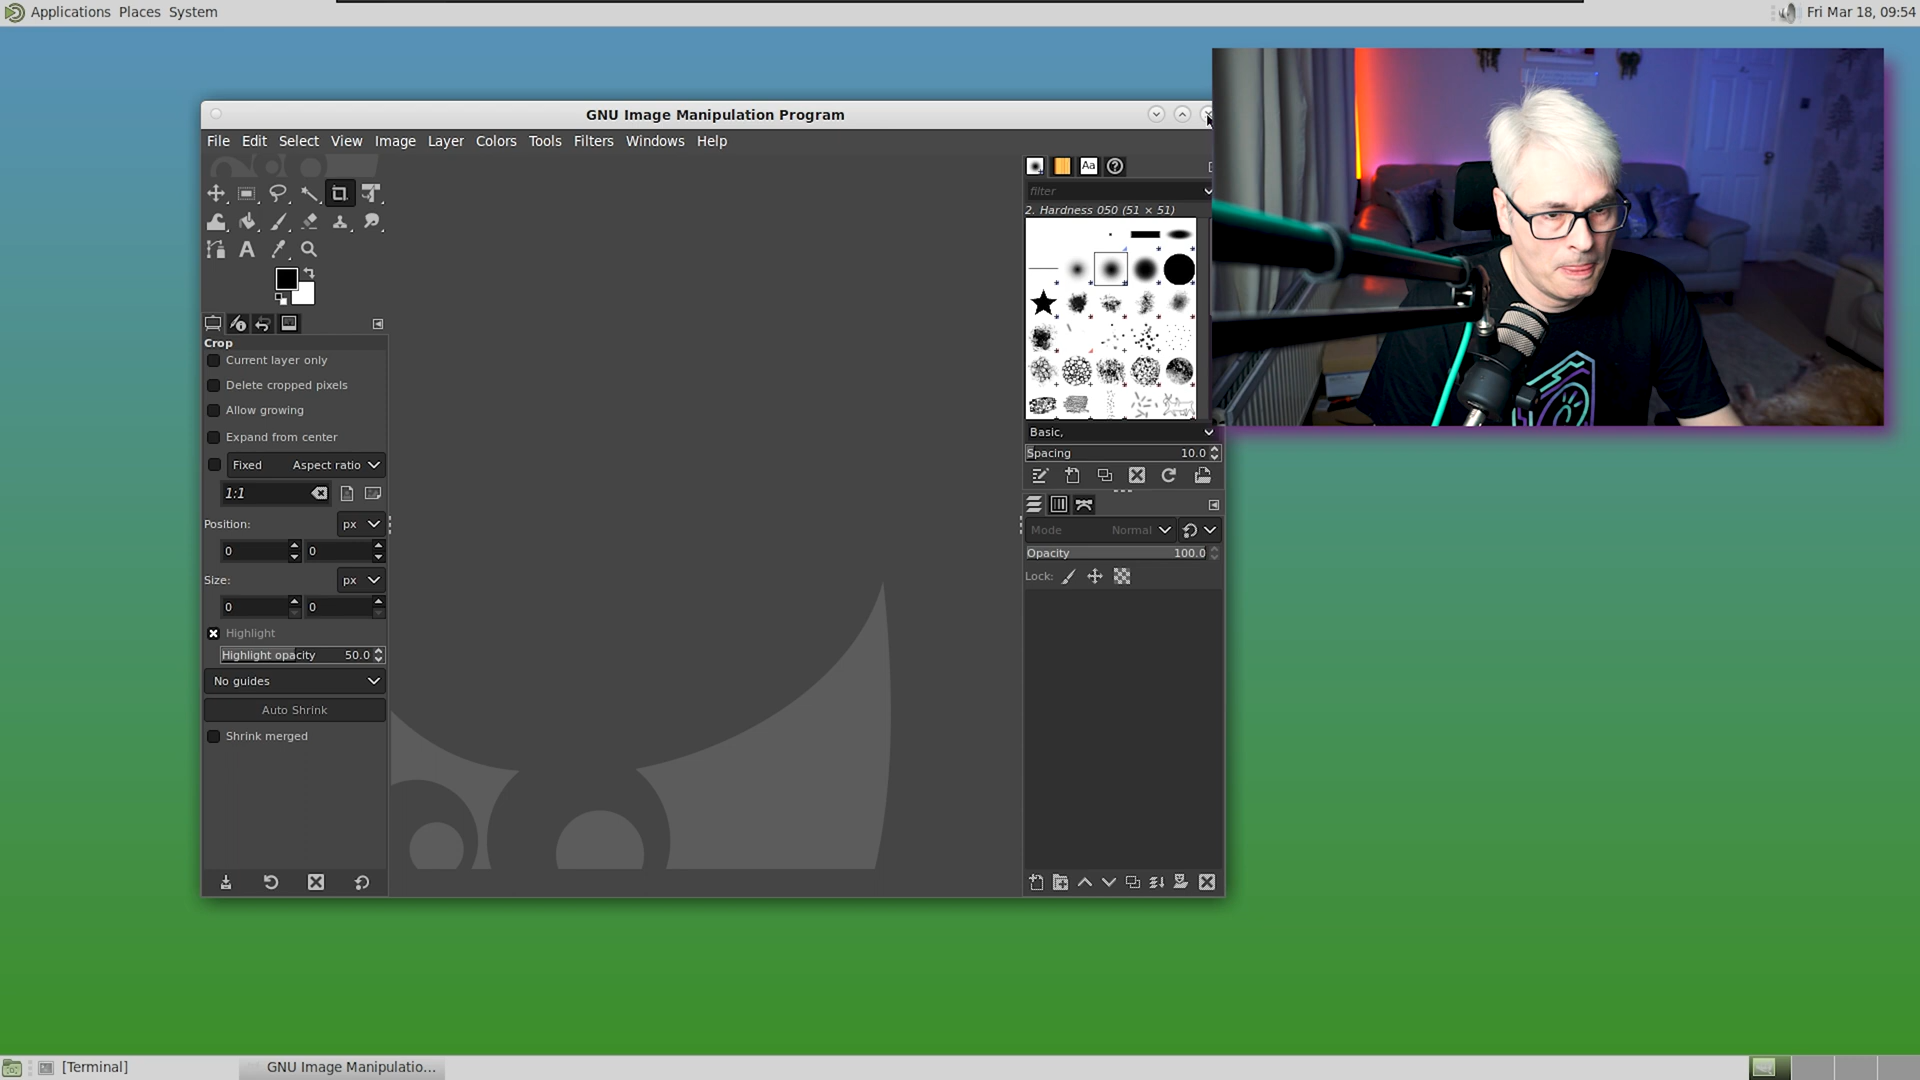 Applications Places System
Fri Mar 18, 09:54
GNU Image Manipulation Program
File Edit Select View Image Layer Colors Tools Filters Windows Help
Aa
filter
2. Hardness 050 (51 × 51)
Crop
Current layer only
Delete cropped pixels
Allow growing
Expand from center
Fixed Aspect ratio
1:1
Position: px
0 0
Size: px
0 0
Highlight
Highlight opacity 50.0
No guides
Auto Shrink
Shrink merged
Basic,
Spacing 10.0
Mode Normal
Opacity 100.0
Lock:
[Terminal]
GNU Image Manipulatio...